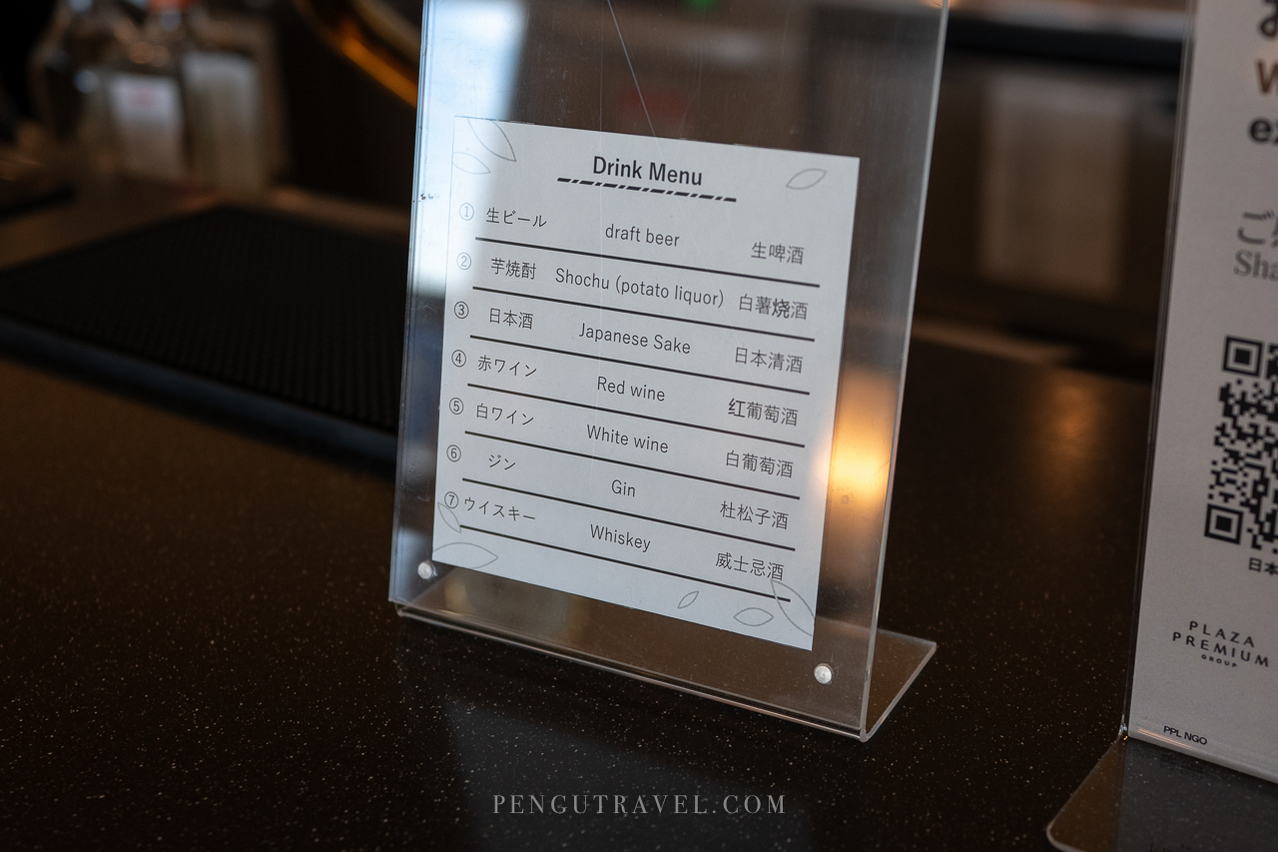 Drink Menu
① 生ビール draft beer 生啤酒
② 芋焼酎 Shochu (potato liquor) 白薯烧酒
③ 日本酒 Japanese Sake 日本清酒
④ 赤ワイン Red wine 红葡萄酒
⑤ 白ワイン White wine 白葡萄酒
⑥ ジン Gin 杜松子酒
⑦ ウイスキー Whiskey 威士忌酒
PLAZA
PREMIUM
GROUP
PPL NGO
PENGUTRAVEL.COM